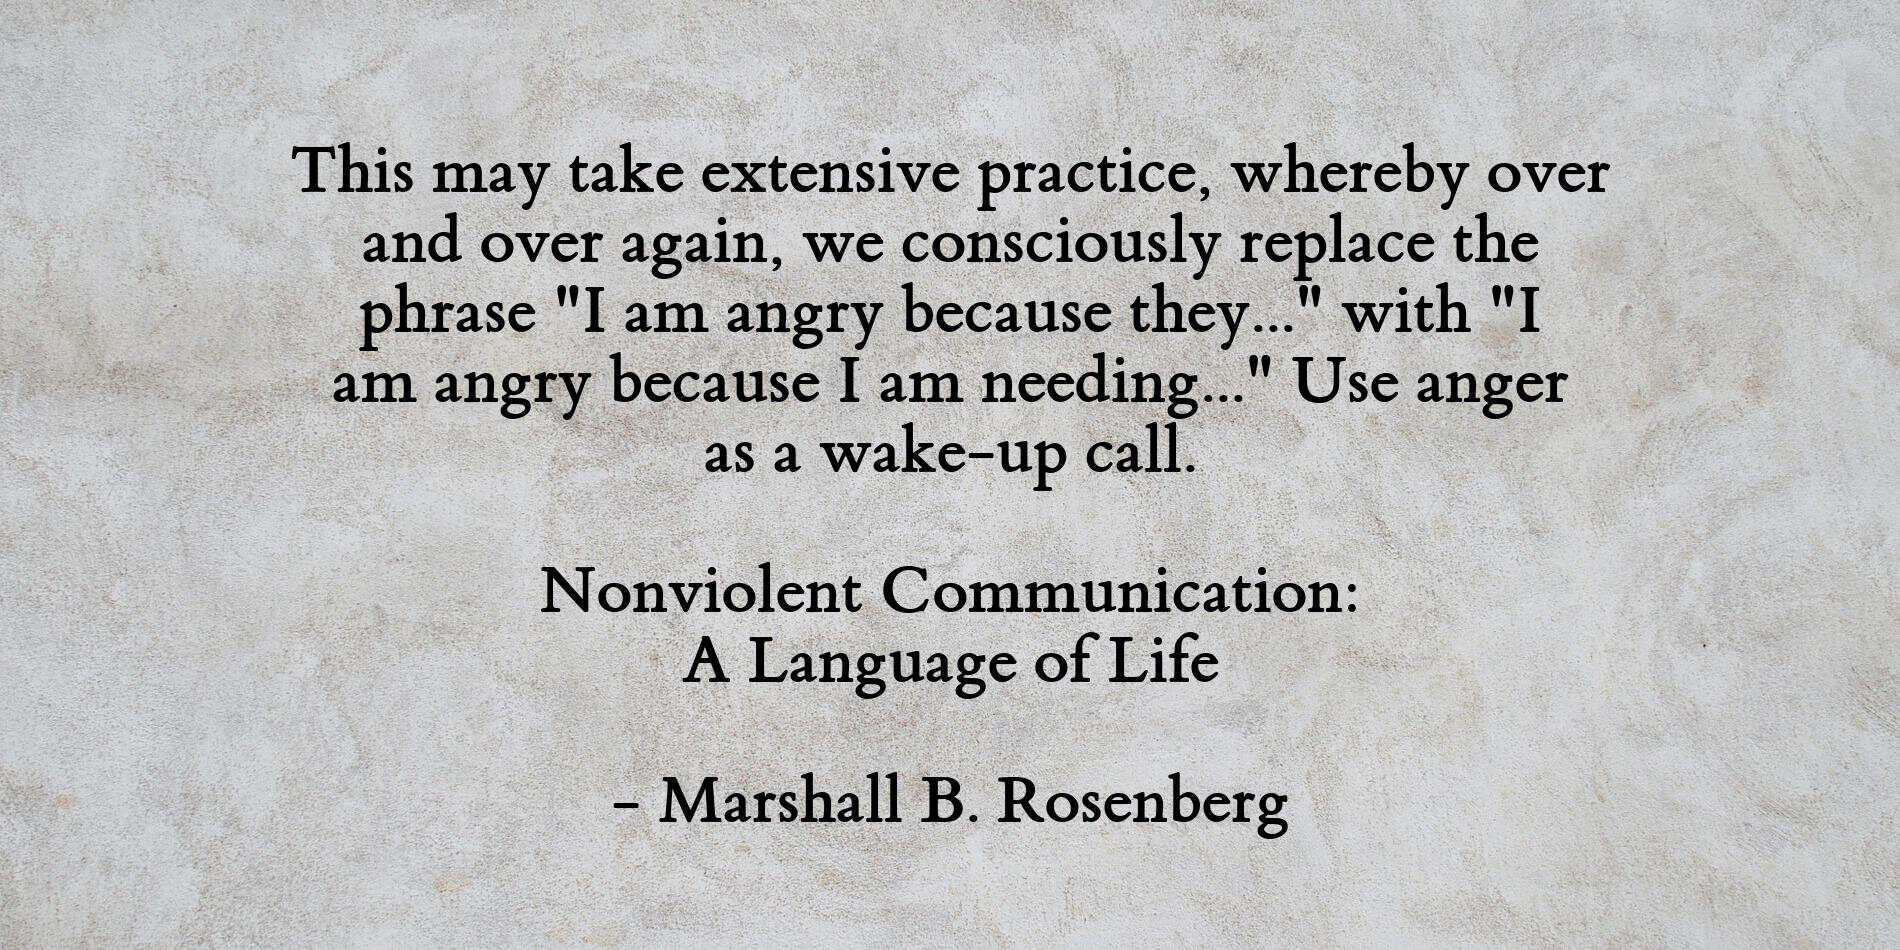 This may take extensive practice, whereby over
and over again, we consciously replace the
phrase "I am angry because they..." with "I
am angry because I am needing..." Use anger
as a wake-up call.
Nonviolent Communication:
A Language of Life
- Marshall B. Rosenberg